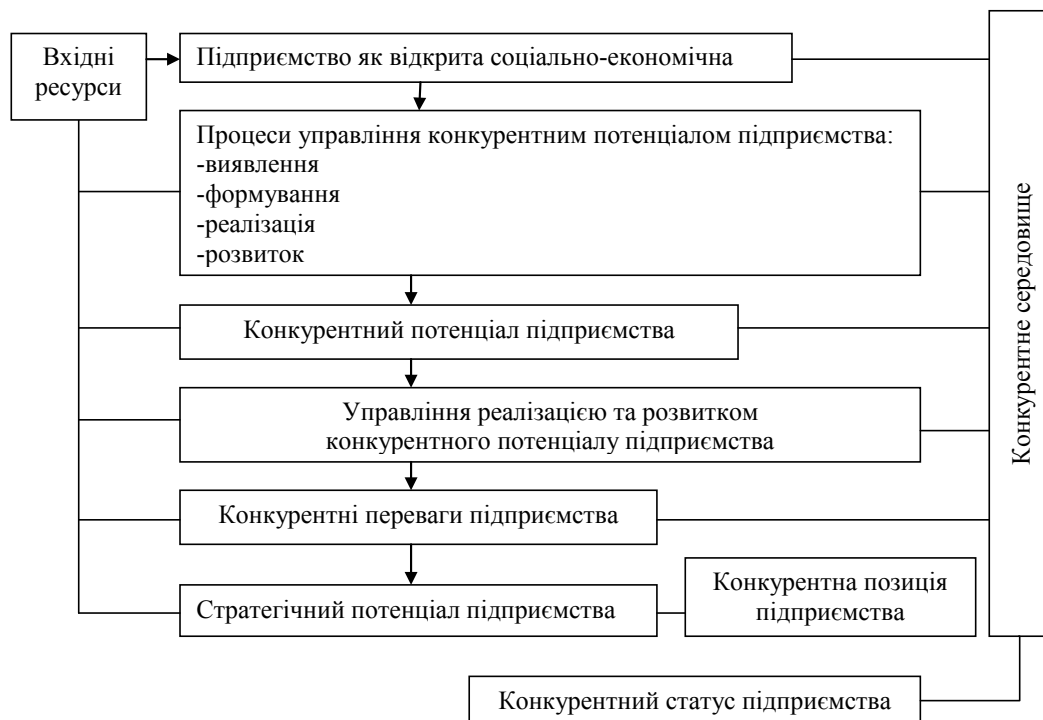 Вхідні
ресурси
Підприємство як відкрита соціально-економічна
Процеси управління конкурентним потенціалом підприємства:
-виявлення
-формування
-реалізація
-розвиток
Конкурентний потенціал підприємства
Управління реалізацією та розвитком
конкурентного потенціалу підприємства
Конкурентні переваги підприємства
Стратегічний потенціал підприємства
Конкурентна позиція
підприємства
Конкурентне середовище
Конкурентний статус підприємства